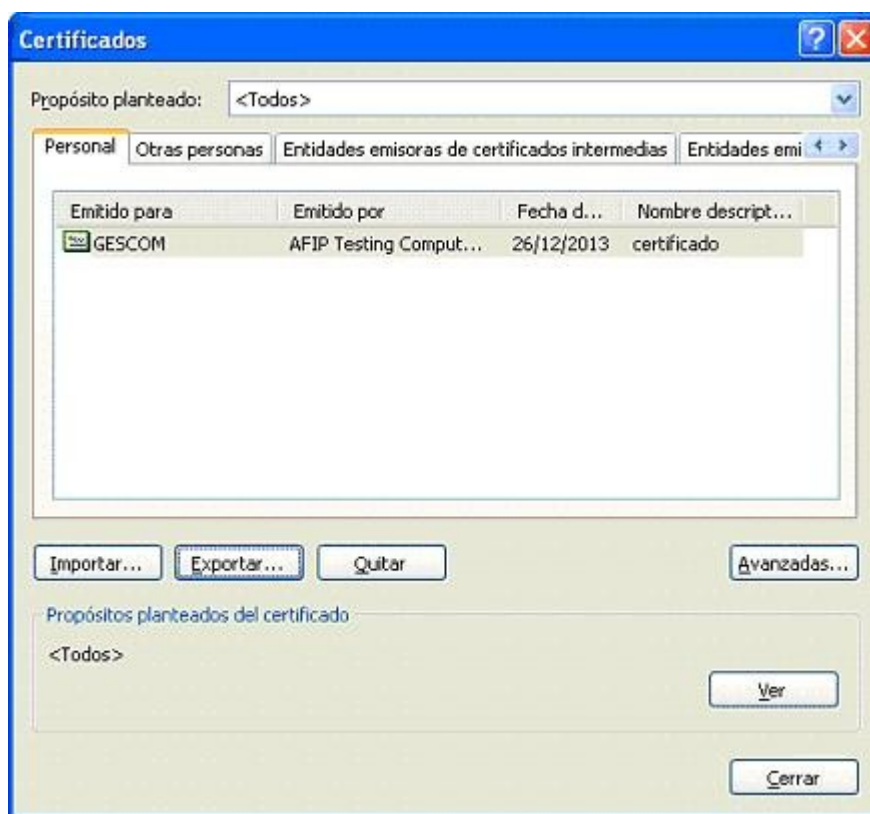 Certificados
Propósito planteado: <Todos>
Personal Otras personas Entidades emisoras de certificados intermedias Entidades emi
Emitido para Emitido por Fecha d... Nombre descript...
GESCOM AFIP Testing Comput... 26/12/2013 certificado
Importar... Exportar... Quitar Avanzadas...
Propósitos planteados del certificado
<Todos>
Ver
Cerrar